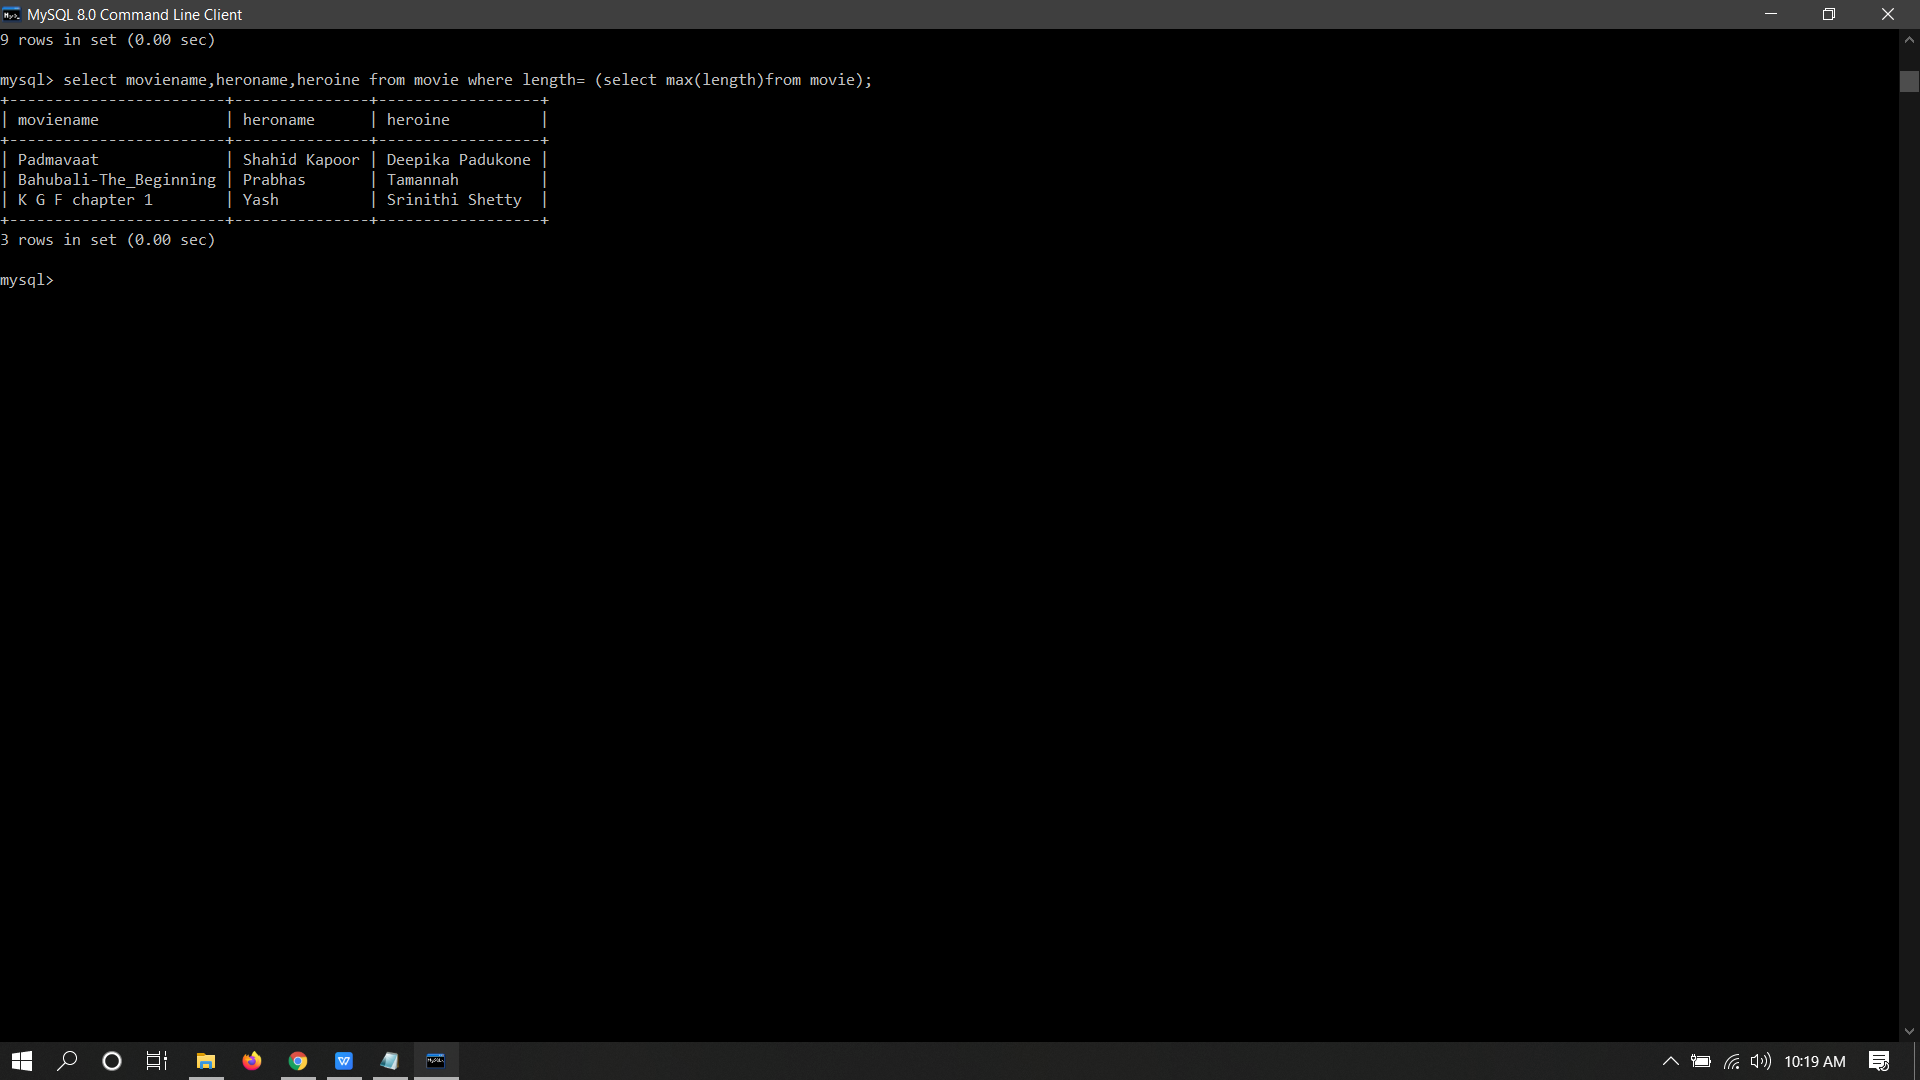 MySQL 8.0 Command Line Client
9 rows in set (0.00 sec)
mysql> select moviename,heroname,heroine from movie where length= (select max(length)from movie);
+------------------------+---------------+------------------+
| moviename              | heroname      | heroine          |
+------------------------+---------------+------------------+
| Padmavaat              | Shahid Kapoor | Deepika Padukone |
| Bahubali-The_Beginning | Prabhas       | Tamannah         |
| K G F chapter 1        | Yash          | Srinithi Shetty  |
+------------------------+---------------+------------------+
3 rows in set (0.00 sec)
mysql>
10:19 AM